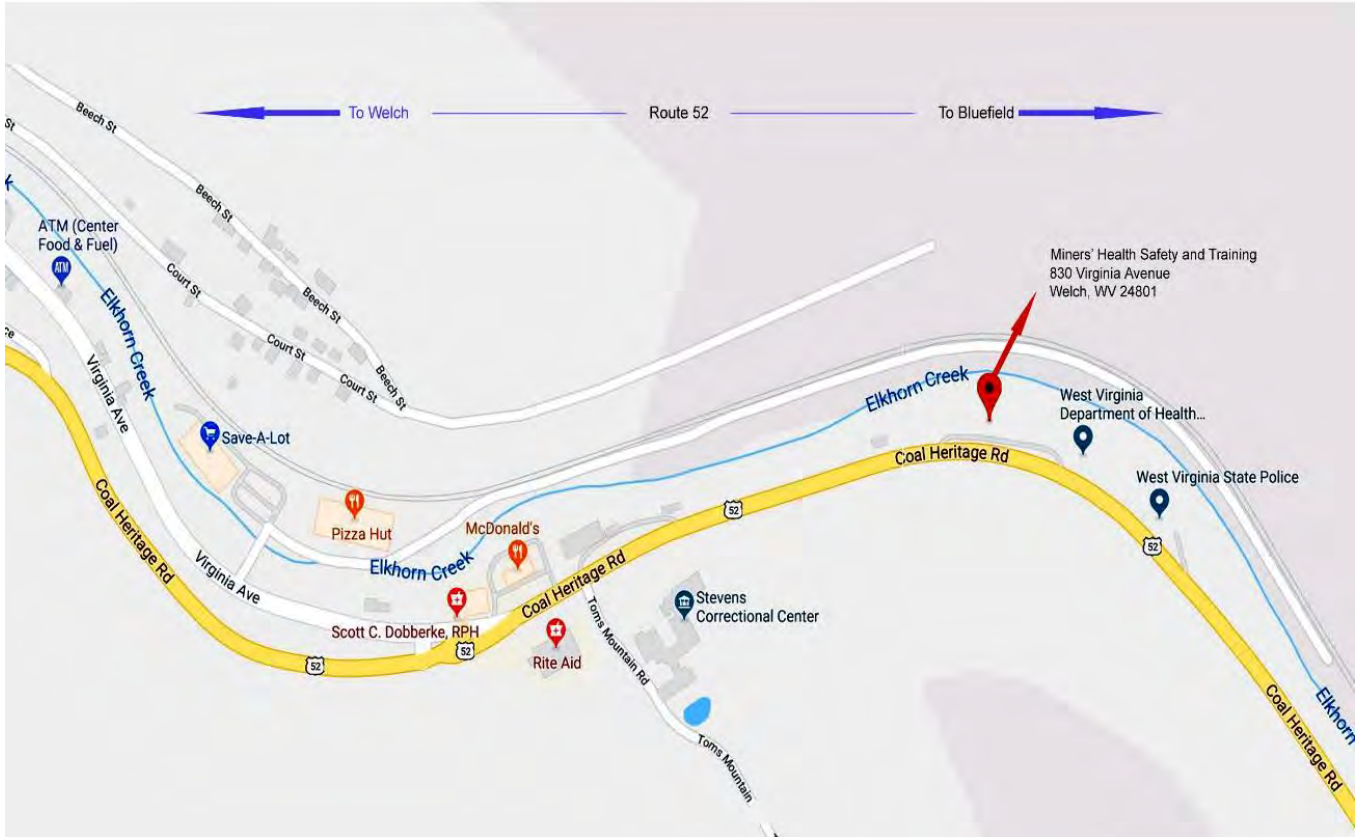 To Welch
Route 52
To Bluefield
Beech St
St
Beech St
Beech St
Beech St
Court St
Court St
Court St
ATM (Center
Food & Fuel)
ATM
Elkhorn Creek
k
ce
Virginia Ave
Save-A-Lot
Coal Heritage Rd
Pizza Hut
McDonald's
Elkhorn Creek
Virginia Ave
Scott C. Dobberke, RPH
52
52
Rite Aid
Coal Heritage Rd
Toms Mountain Rd
Toms Mountain
Stevens
Correctional Center
52
Elkhorn Creek
Coal Heritage Rd
Miners' Health Safety and Training
830 Virginia Avenue
Welch, WV 24801
West Virginia
Department of Health...
West Virginia State Police
52
Coal Heritage Rd
Elkhorn